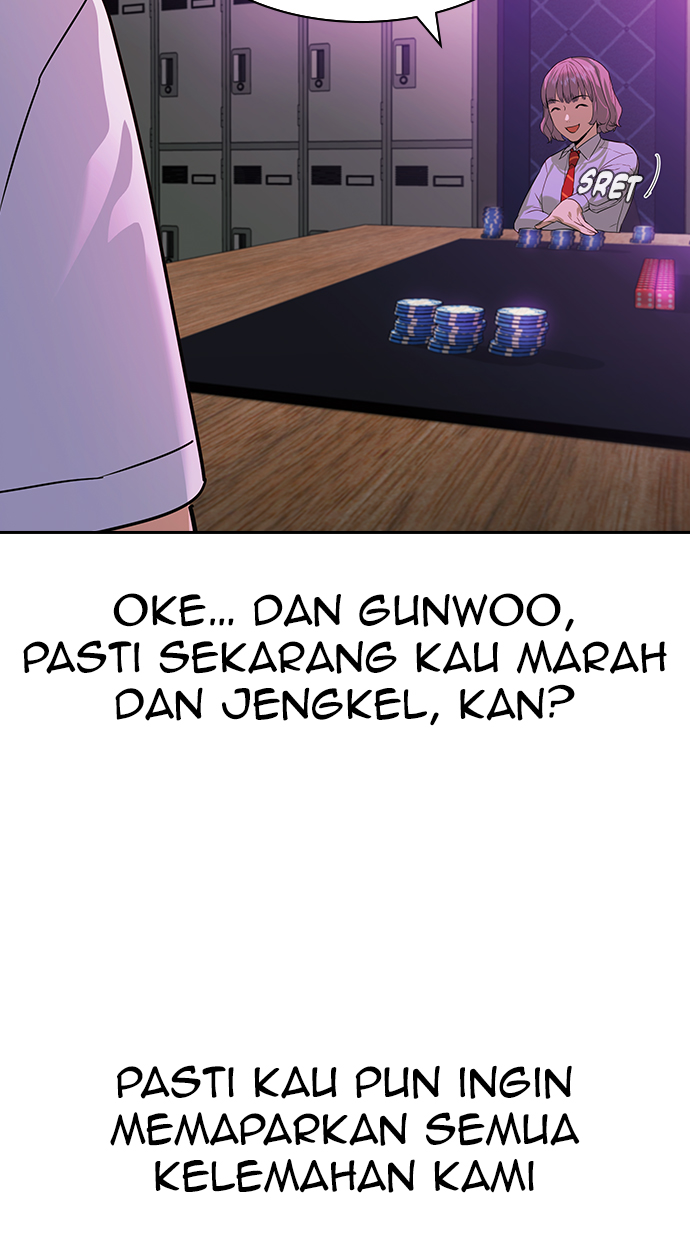 SRET
OKE... DAN GUNWOO,
PASTI SEKARANG KAU MARAH
DAN JENGKEL, KAN?
PASTI KAU PUN INGIN
MEMAPARKAN SEMUA
KELEMAHAN KAMI